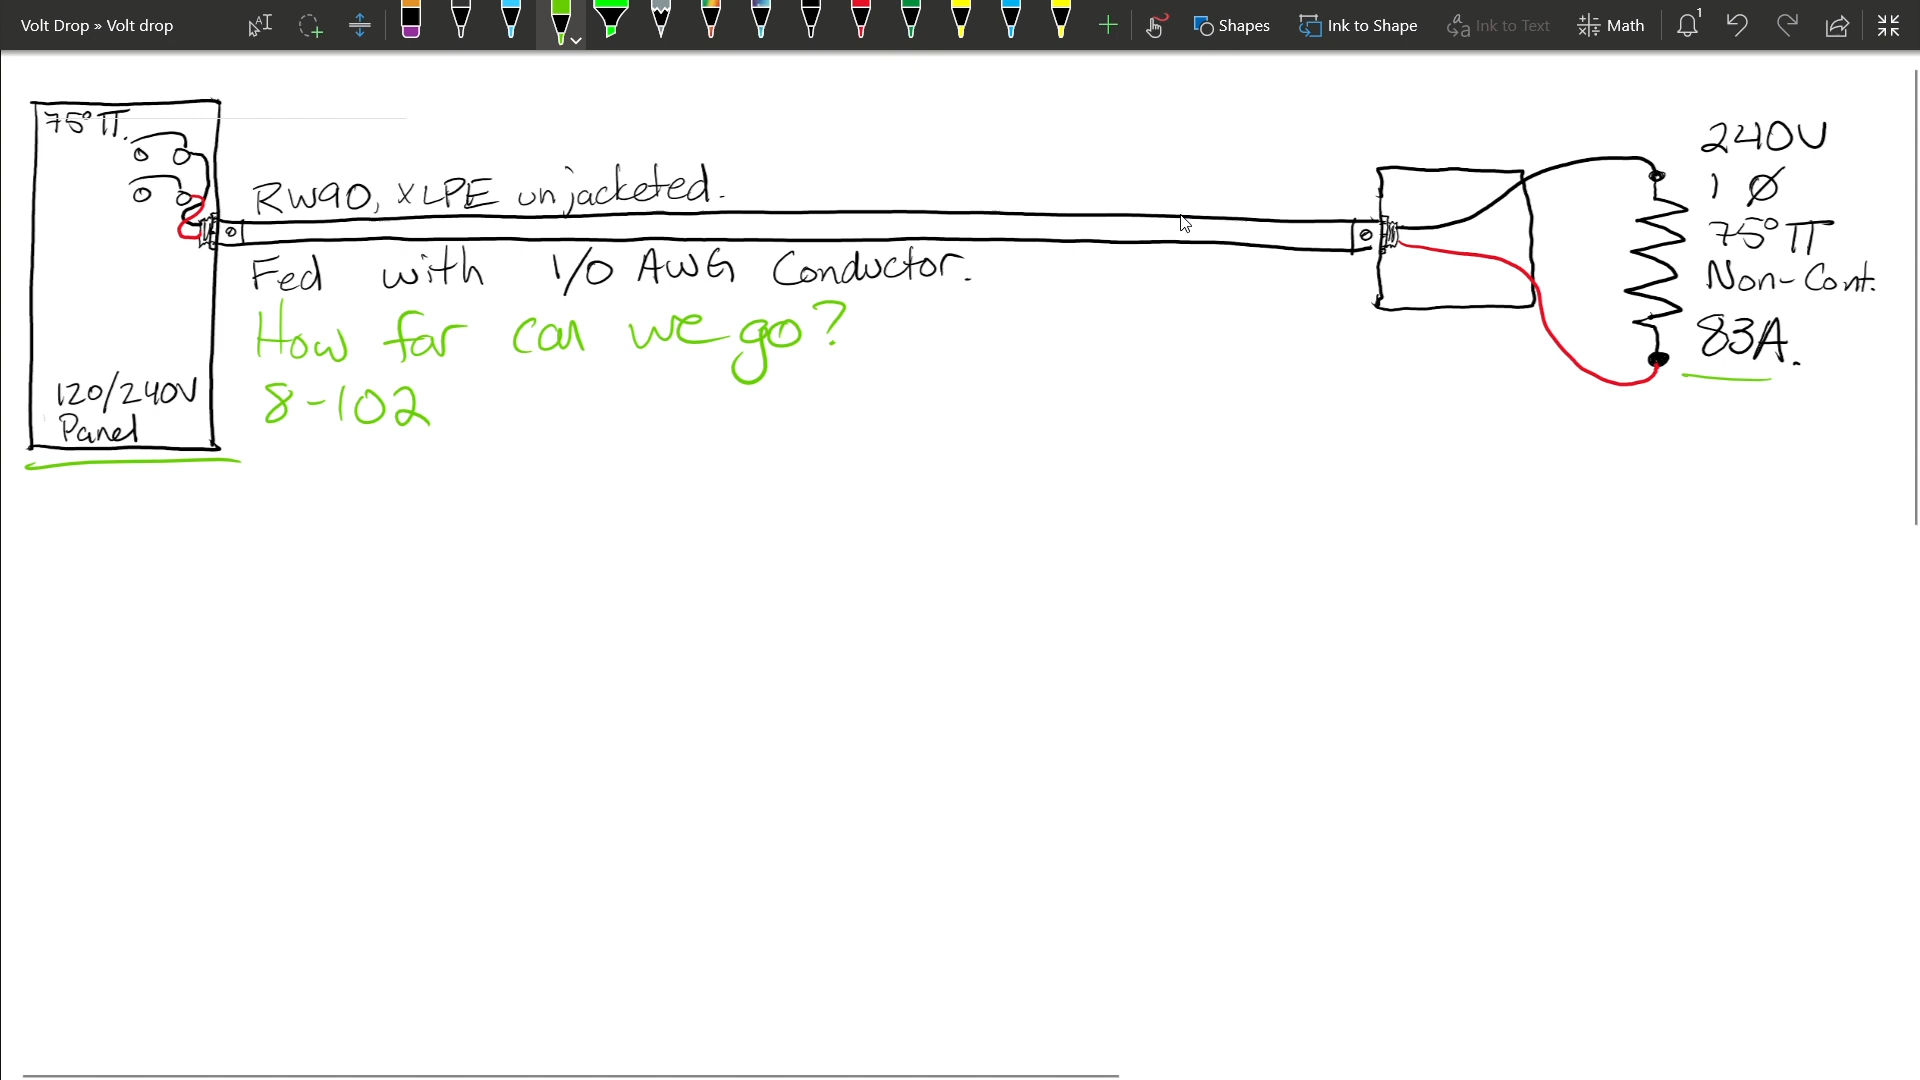 Volt Drop » Volt drop
Shapes
Ink to Shape
Ink to Text
Math
1
75° TT.
RW90, XLPE unjacketed.
Fed with 1/0 AWG Conductor.
How far can we go?
8-102
120/240V
Panel
240V
1 Ø
75° TT
Non-Cont.
83A.